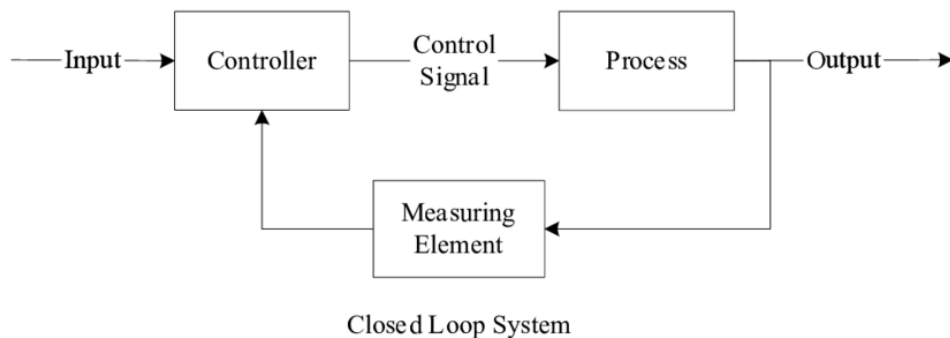 Input
Controller
Control
Signal
Process
Output
Measuring
Element
Closed Loop System